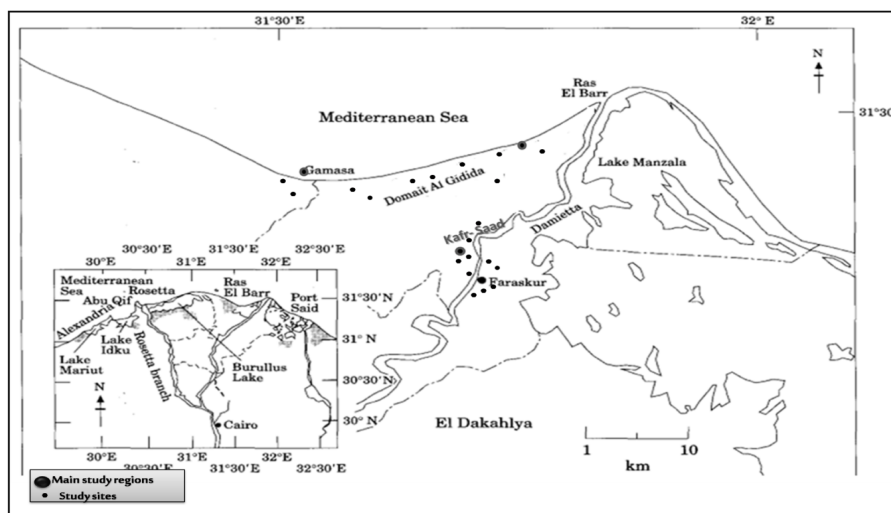 31°30' E
32° E
N
Ras
El Barr
31°30'
Mediterranean Sea
Gamasa
Lake Manzala
Domait Al Gidida
Damietta
Kafr-Saad
Faraskur
El Dakahlya
1 10
km
30°30' 31°30' 32°30'
30° E 31° E 32° E
Mediterranean
Sea
Rosetta
Ras
El Barr
Port
Said
31°30 N
Abu Qif
Alexandria
Lake
Idku
31° N
Lake
Mariut
Rosetta branch
Burullus
Lake
30°30 N
N
30° N
Cairo
30°E 31°E 32°E
30°30'E 31°30'E 32°30'E
Main study regions
Study sites